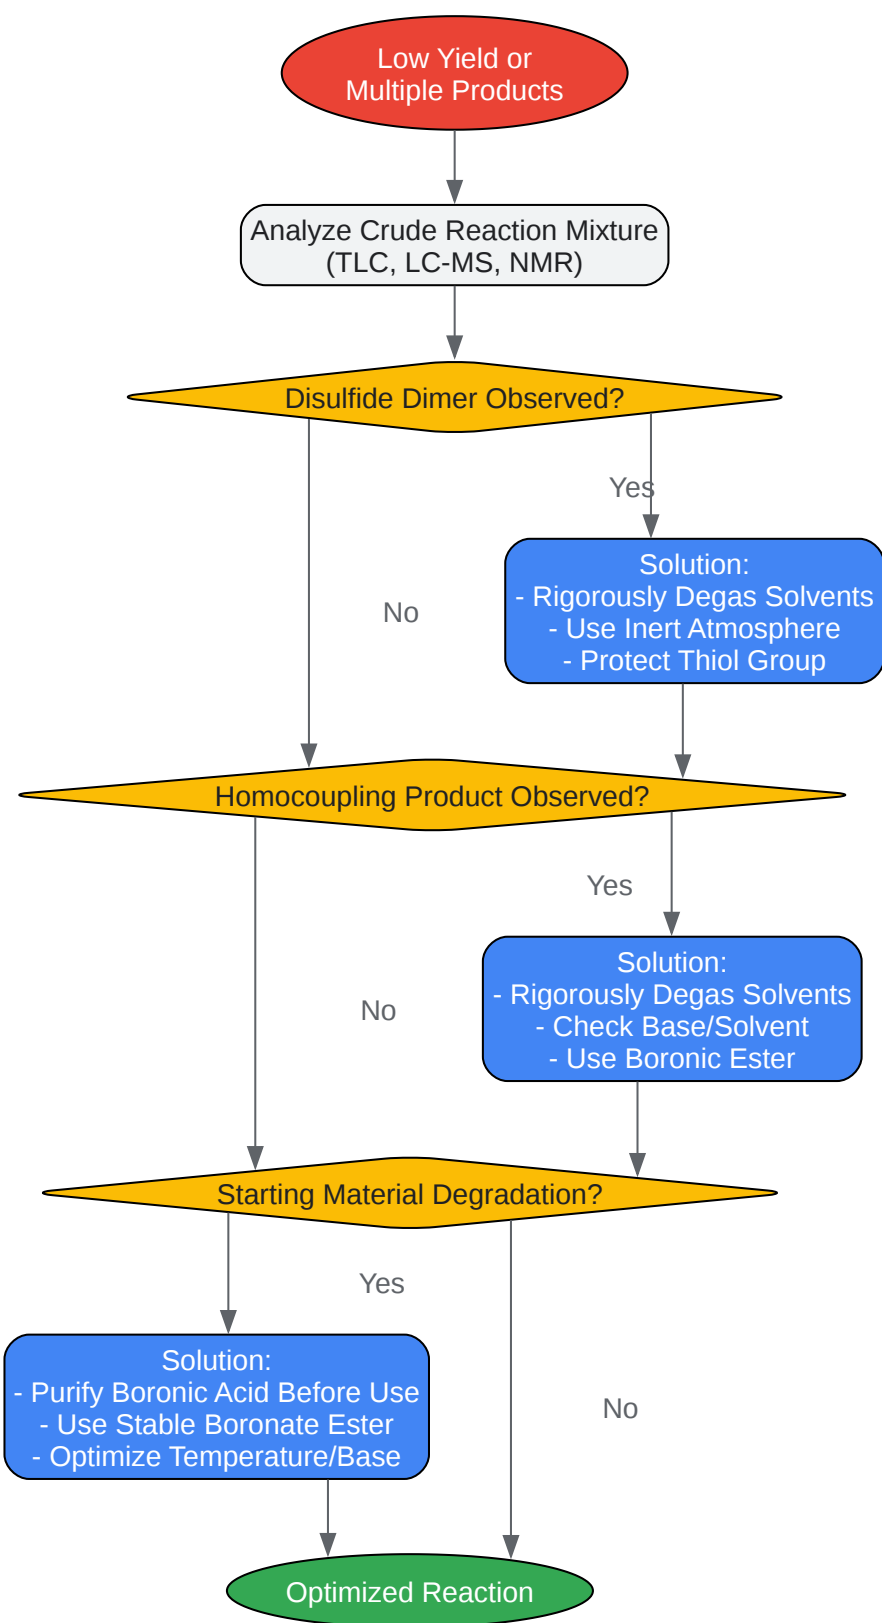 Low Yield or
Multiple Products
Analyze Crude Reaction Mixture
(TLC, LC-MS, NMR)
Disulfide Dimer Observed?
Yes
Solution:
- Rigorously Degas Solvents
- Use Inert Atmosphere
- Protect Thiol Group
No
Homocoupling Product Observed?
Yes
Solution:
- Rigorously Degas Solvents
- Check Base/Solvent
- Use Boronic Ester
No
Starting Material Degradation?
Yes
Solution:
- Purify Boronic Acid Before Use
- Use Stable Boronate Ester
- Optimize Temperature/Base
No
Optimized Reaction